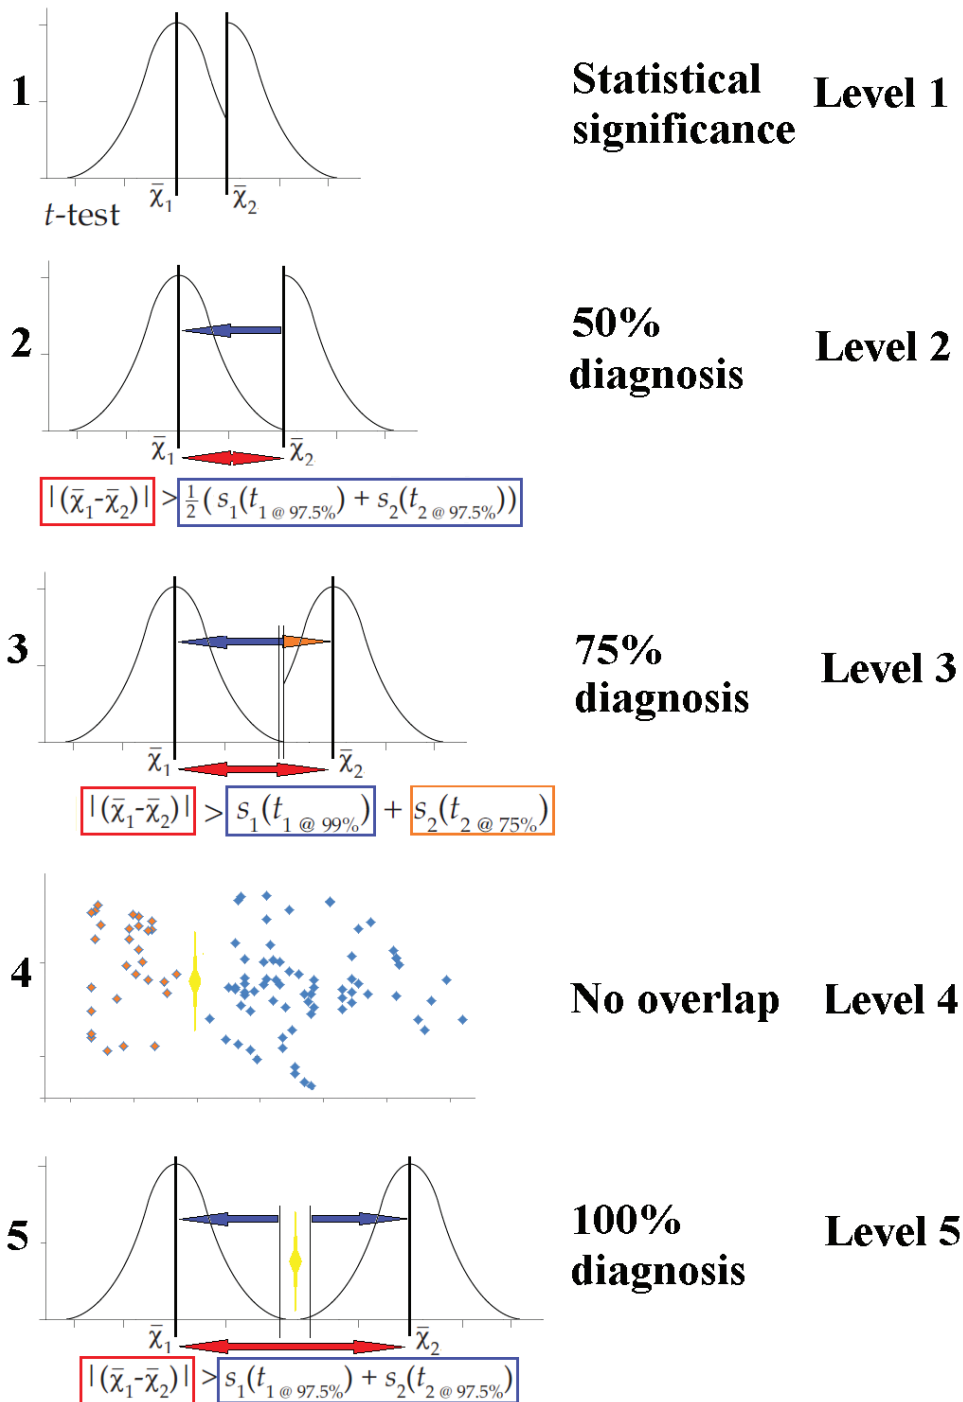 1
Statistical
significance
Level 1
x̄₁ x̄₂
t-test
2
50%
diagnosis
Level 2
x̄₁ x̄₂
|(x̄₁-x̄₂)| > ½(s₁(t₁ @ 97.5%) + s₂(t₂ @ 97.5%))
3
75%
diagnosis
Level 3
x̄₁ x̄₂
|(x̄₁-x̄₂)| > s₁(t₁ @ 99%) + s₂(t₂ @ 75%)
4
No overlap
Level 4
5
100%
diagnosis
Level 5
x̄₁ x̄₂
|(x̄₁-x̄₂)| > s₁(t₁ @ 97.5%) + s₂(t₂ @ 97.5%)